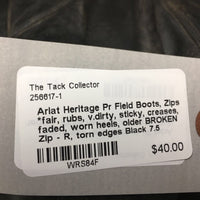 The Tack Collector
256617-1
Ariat Heritage Pr Field Boots, Zips
*fair, rubs, v.dirty, sticky, creases,
faded, worn heels, older BROKEN
Zip - R, torn edges Black 7.5
$40.00
WRS84F